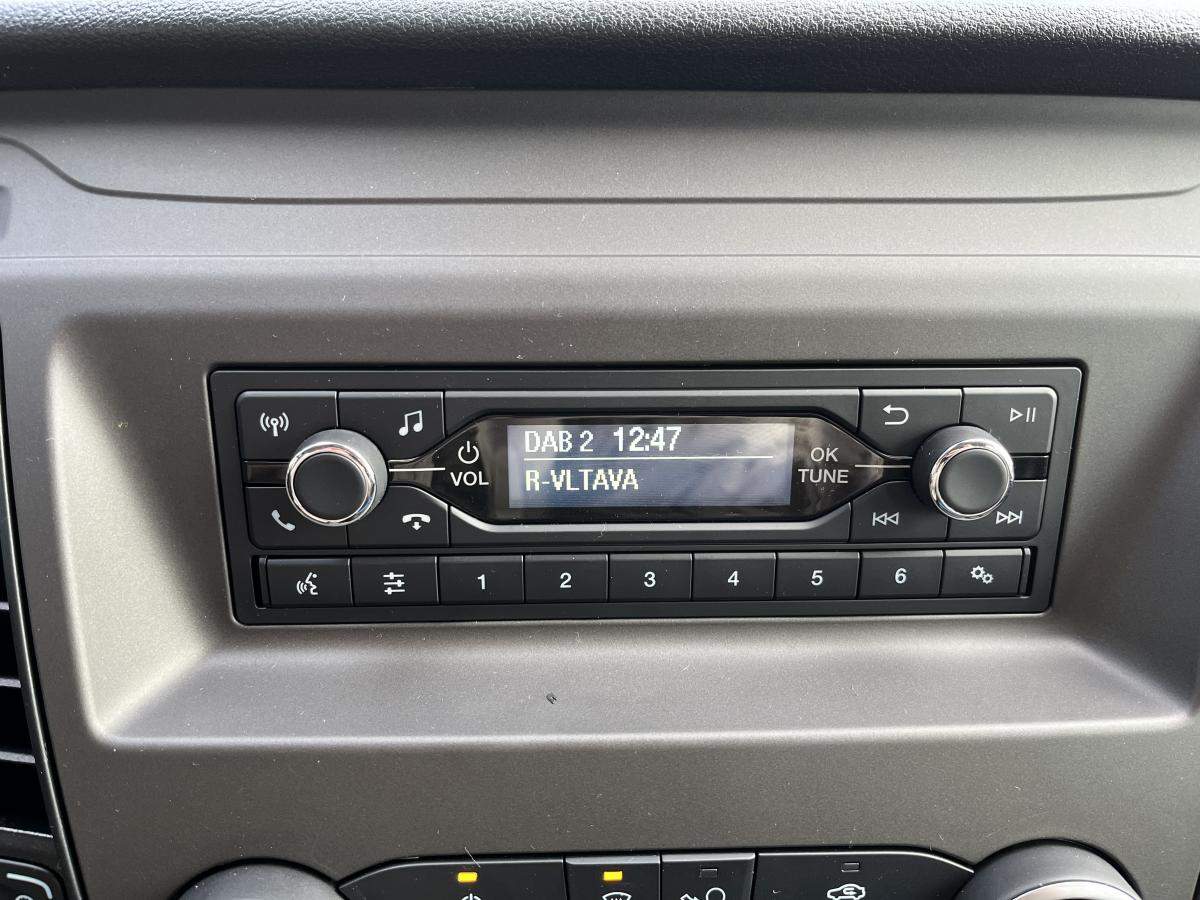 DAB 2 12:47
R-VLTAVA
VOL
OK
TUNE
1 2 3 4 5 6